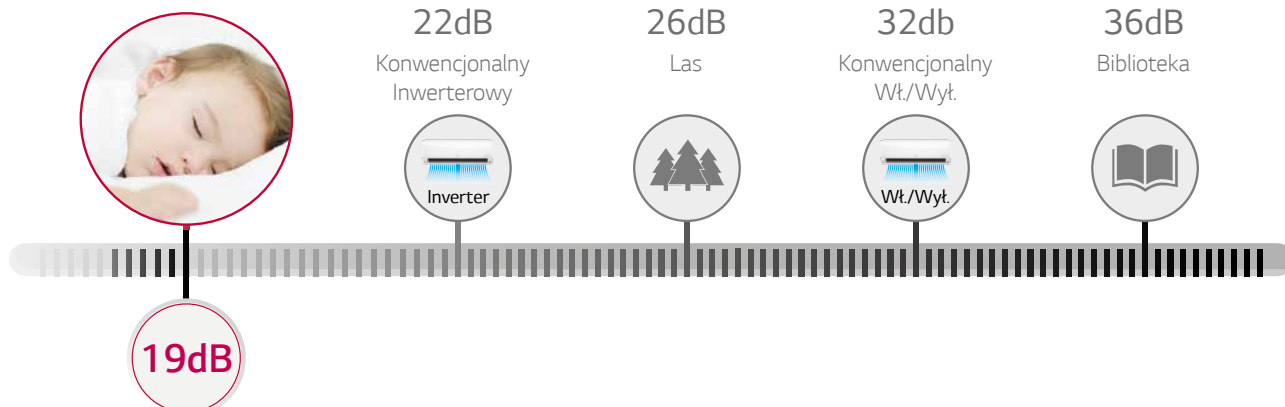 22dB
Konwencjonalny
Inwerterowy
Inverter
26dB
Las
32db
Konwencjonalny
Wł./Wył.
Wł./Wył.
36dB
Biblioteka
19dB